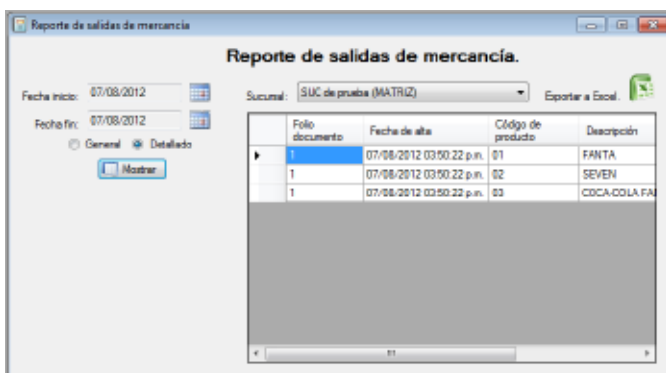 Reporte de salidas de mercancía
Reporte de salidas de mercancía.
Fecha inicio: 07/08/2012
Sucursal: SUC de prueba (MATRIZ)
Exportar a Excel.
Fecha fin: 07/08/2012
General Detallado
Mostrar
Folio documento Fecha de alta Código de producto Descripción
1 07/08/2012 03:50:22 p.m. 01 FANTA
1 07/08/2012 03:50:22 p.m. 02 SEVEN
1 07/08/2012 03:50:22 p.m. 03 COCA-COLA FA